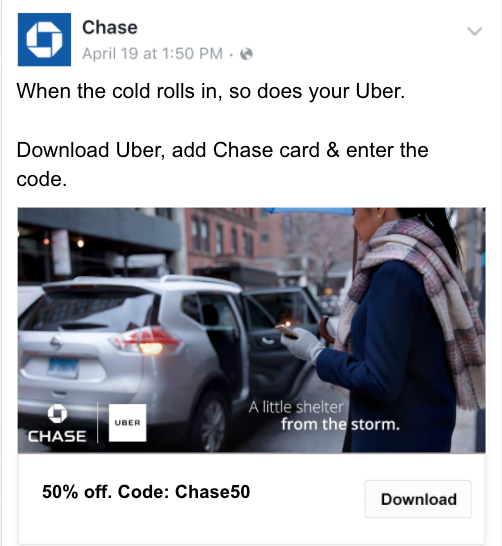 Chase
April 19 at 1:50 PM ·
When the cold rolls in, so does your Uber.
Download Uber, add Chase card & enter the
code.
A little shelter
from the storm.
CHASE
UBER
50% off. Code: Chase50
Download